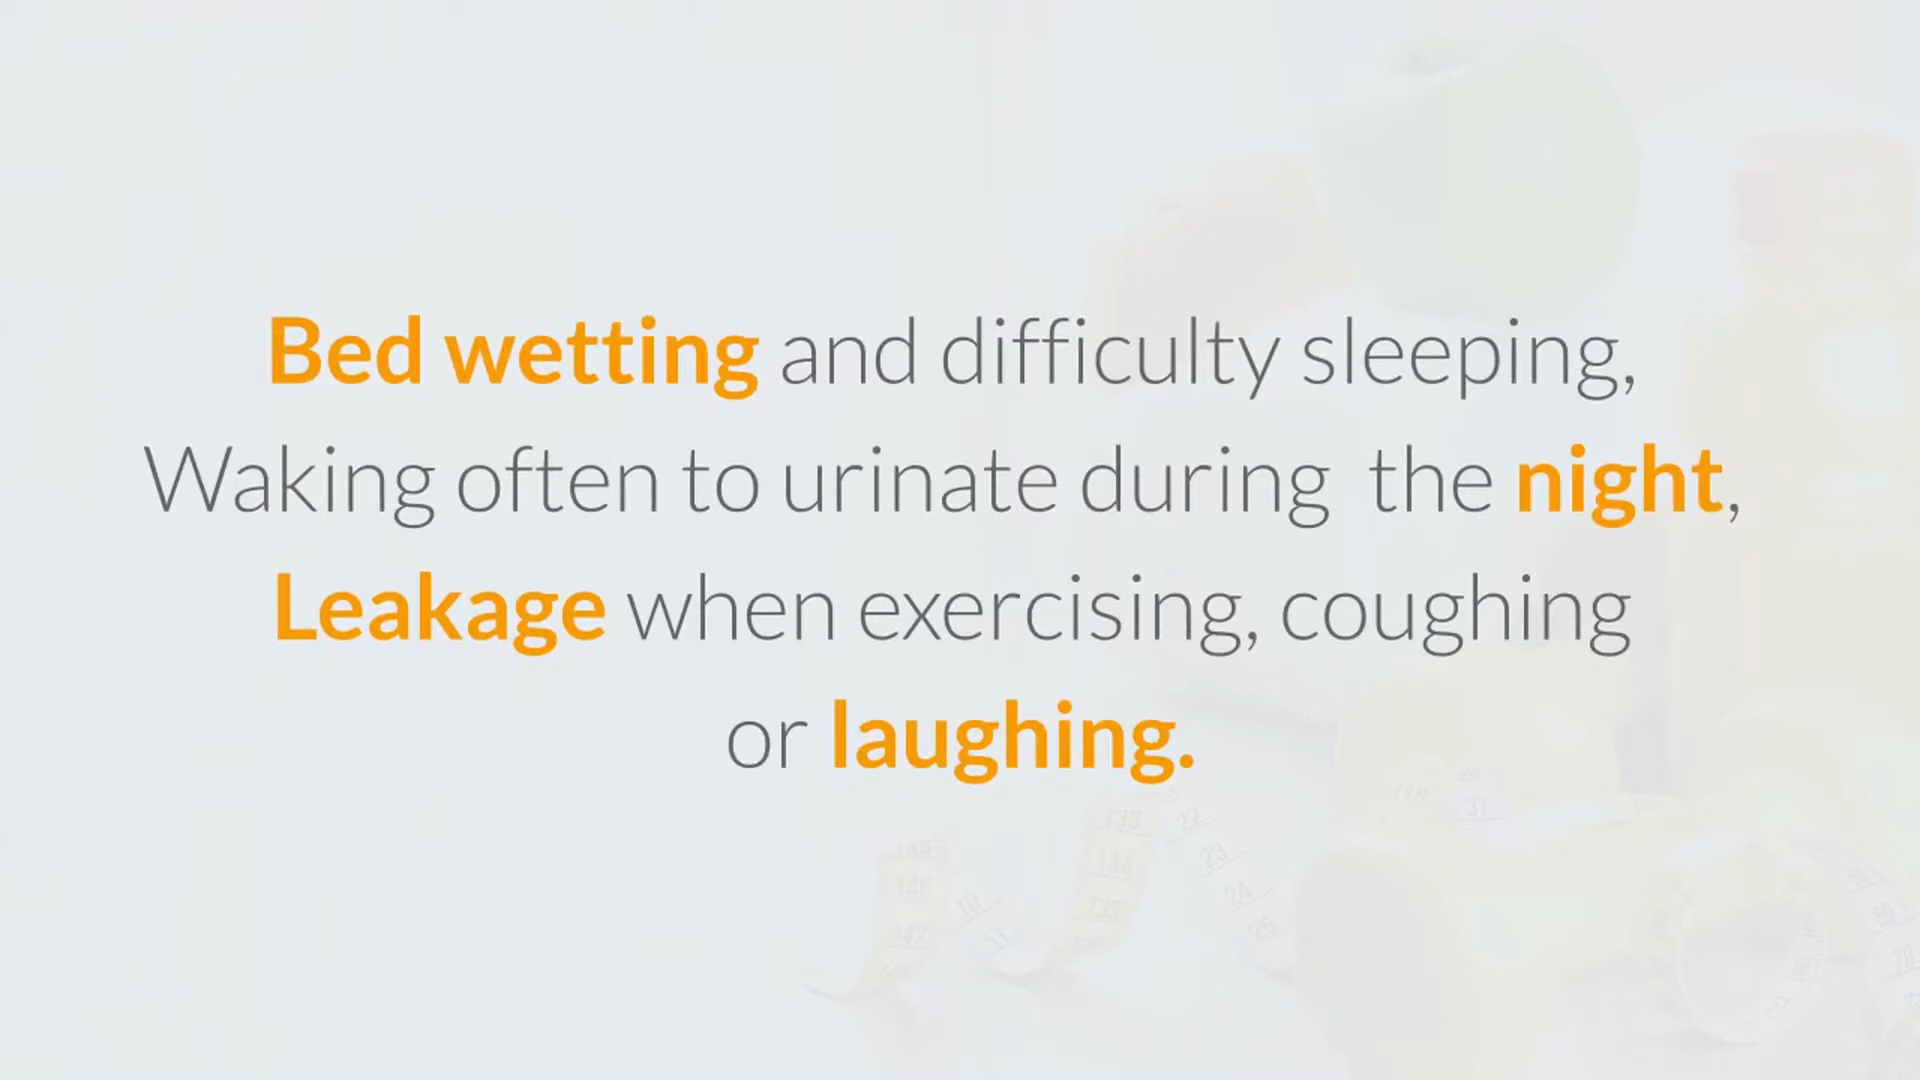 Bed wetting and difficulty sleeping,
Waking often to urinate during  the night,
Leakage when exercising, coughing
or laughing.